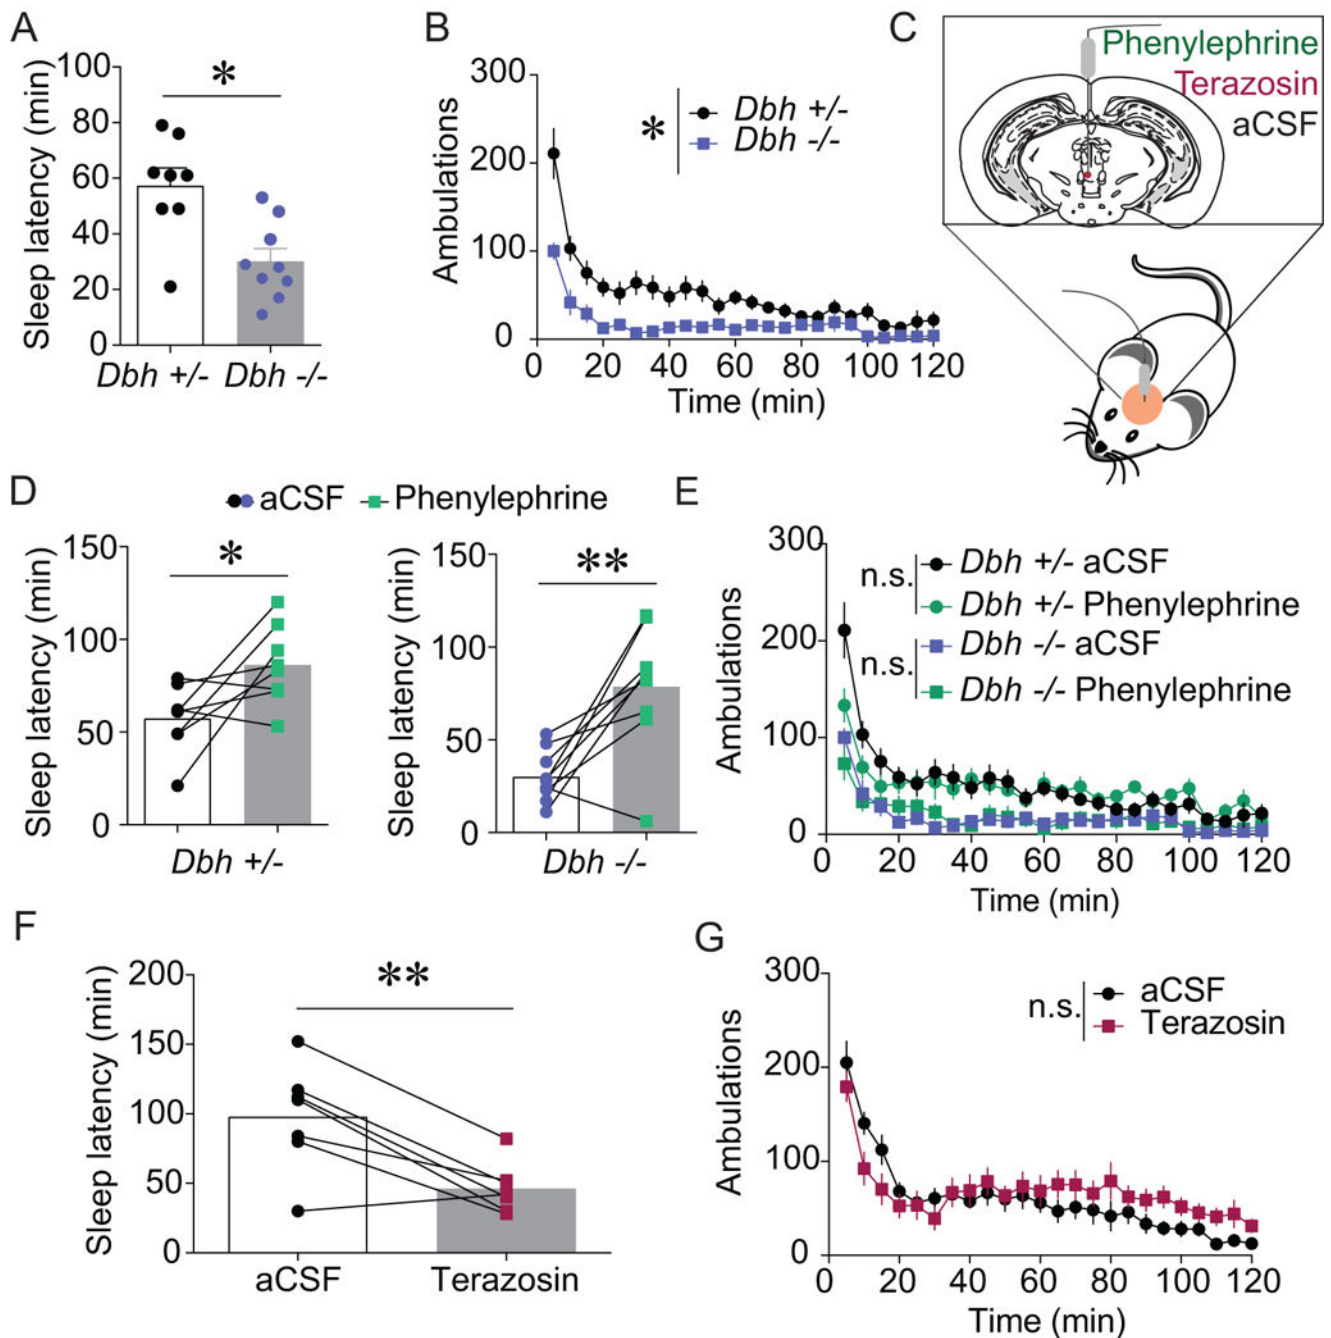 A
Sleep latency (min)
100
80
60
40
20
0
*
Dbh +/- Dbh -/-
B
Ambulations
300
200
100
0
* Dbh +/-
Dbh -/-
0 20 40 60 80 100 120
Time (min)
C
Phenylephrine
Terazosin
aCSF
D
aCSF Phenylephrine
Sleep latency (min)
150
100
50
0
*
Dbh +/-
Sleep latency (min)
150
100
50
0
**
Dbh -/-
E
Ambulations
300
200
100
0
n.s. Dbh +/- aCSF
Dbh +/- Phenylephrine
n.s. Dbh -/- aCSF
Dbh -/- Phenylephrine
0 20 40 60 80 100 120
Time (min)
F
Sleep latency (min)
200
150
100
50
0
**
aCSF Terazosin
G
Ambulations
300
200
100
0
n.s. aCSF
Terazosin
0 20 40 60 80 100 120
Time (min)